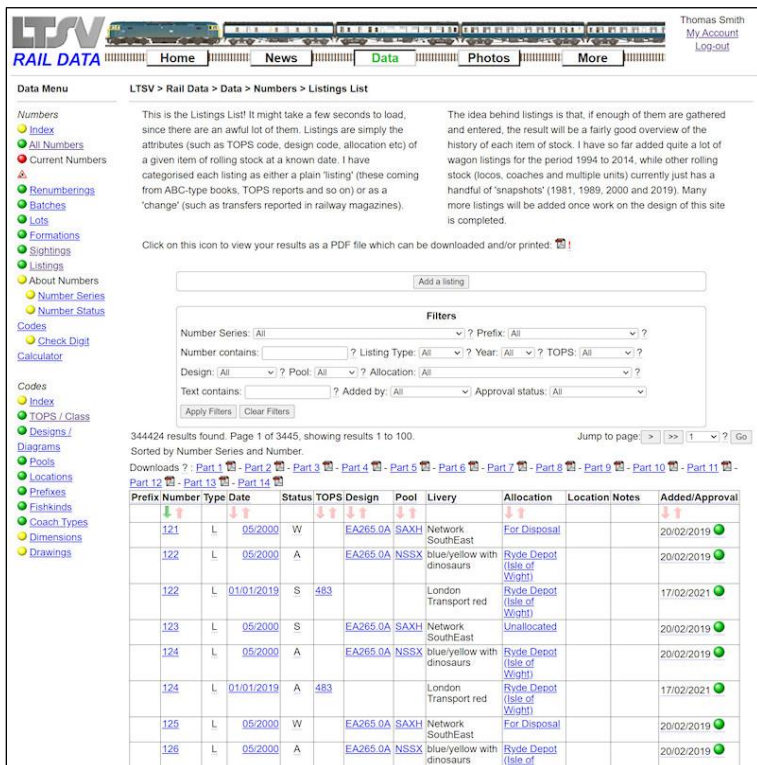 LTSV
RAIL DATA
Home
News
Data
Photos
More
Thomas Smith
My Account
Log-out
Data Menu
Numbers
Index
All Numbers
Current Numbers
Renumberings
Batches
Lots
Formations
Sightings
Listings
About Numbers
Number Series
Number Status
Codes
Check Digit
Calculator
Codes
Index
TOPS / Class
Designs /
Diagrams
Pools
Locations
Prefixes
Fishkinds
Coach Types
Dimensions
Drawings
LTSV > Rail Data > Data > Numbers > Listings List
This is the Listings List! It might take a few seconds to load,
since there are an awful lot of them. Listings are simply the
attributes (such as TOPS code, design code, allocation etc) of
a given item of rolling stock at a known date. I have
categorised each listing as either a plain 'listing' (these coming
from ABC-type books, TOPS reports and so on) or as a
'change' (such as transfers reported in railway magazines).
The idea behind listings is that, if enough of them are gathered
and entered, the result will be a fairly good overview of the
history of each item of stock. I have so far added quite a lot of
wagon listings for the period 1994 to 2014, while other rolling
stock (locos, coaches and multiple units) currently just has a
handful of 'snapshots' (1981, 1989, 2000 and 2019). Many
more listings will be added once work on the design of this site
is completed.
Click on this icon to view your results as a PDF file which can be downloaded and/or printed: !
Add a listing
Filters
Number Series: All ? Prefix: All ?
Number contains: ? Listing Type: All ? Year: All ? TOPS: All ?
Design: All ? Pool: All ? Allocation: All ?
Text contains: ? Added by: All ? Approval status: All
Apply Filters Clear Filters
344424 results found. Page 1 of 3445, showing results 1 to 100. Jump to page: > >> 1 ? Go
Sorted by Number Series and Number.
Downloads ? : Part 1 - Part 2 - Part 3 - Part 4 - Part 5 - Part 6 - Part 7 - Part 8 - Part 9 - Part 10 - Part 11 -
Part 12 - Part 13 - Part 14
Prefix Number Type Date Status TOPS Design Pool Livery Allocation Location Notes Added/Approval
121 L 05/2000 W EA265.0A SAXH Network For Disposal 20/02/2019
SouthEast
122 L 05/2000 A EA265.0A NSSX blue/yellow with Ryde Depot 20/02/2019
dinosaurs (Isle of
Wight)
122 L 01/01/2019 S 483 London Ryde Depot 17/02/2021
Transport red (Isle of
Wight)
123 L 05/2000 S EA265.0A SAXH Network Unallocated 20/02/2019
SouthEast
124 L 05/2000 A EA265.0A NSSX blue/yellow with Ryde Depot 20/02/2019
dinosaurs (Isle of
Wight)
124 L 01/01/2019 A 483 London Ryde Depot 17/02/2021
Transport red (Isle of
Wight)
125 L 05/2000 W EA265.0A SAXH Network For Disposal 20/02/2019
SouthEast
126 L 05/2000 A EA265.0A NSSX blue/yellow with Ryde Depot 20/02/2019
dinosaurs (Isle of